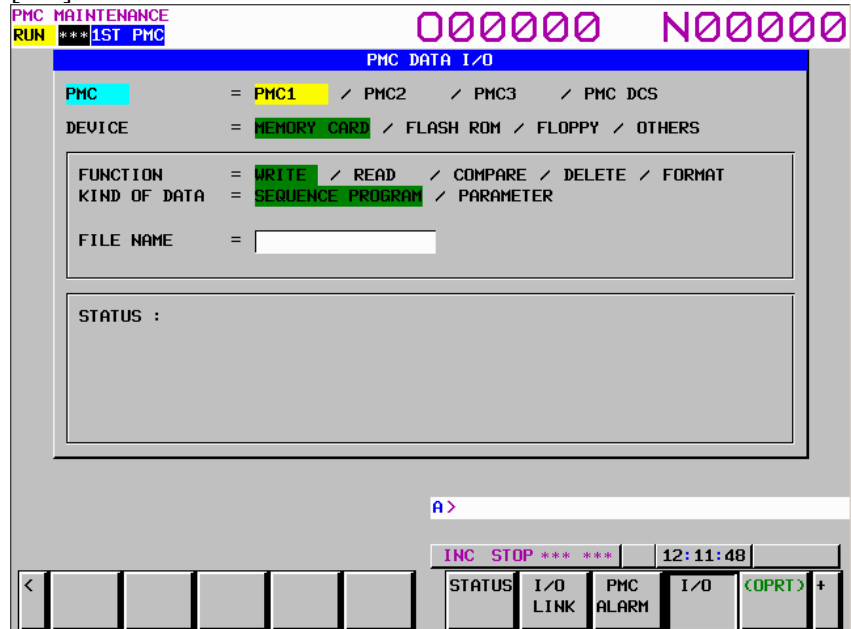 PMC MAINTENANCE
RUN ***1ST PMC
O00000 N00000
PMC DATA I/O
PMC = PMC1 / PMC2 / PMC3 / PMC DCS
DEVICE = MEMORY CARD / FLASH ROM / FLOPPY / OTHERS
FUNCTION = WRITE / READ / COMPARE / DELETE / FORMAT
KIND OF DATA = SEQUENCE PROGRAM / PARAMETER
FILE NAME =
STATUS :
A>
INC STOP *** *** 12:11:48
< STATUS I/O LINK PMC ALARM I/O (OPRT) +